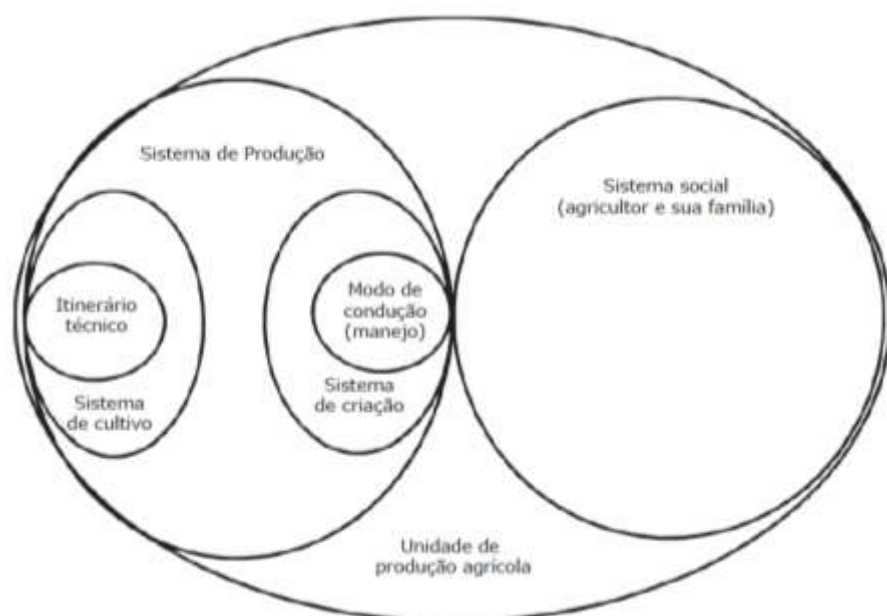 Sistema de Produção
Sistema social
(agricultor e sua família)
Itinerário
técnico
Modo de
condução
(manejo)
Sistema
de cultivo
Sistema
de criação
Unidade de
produção agrícola